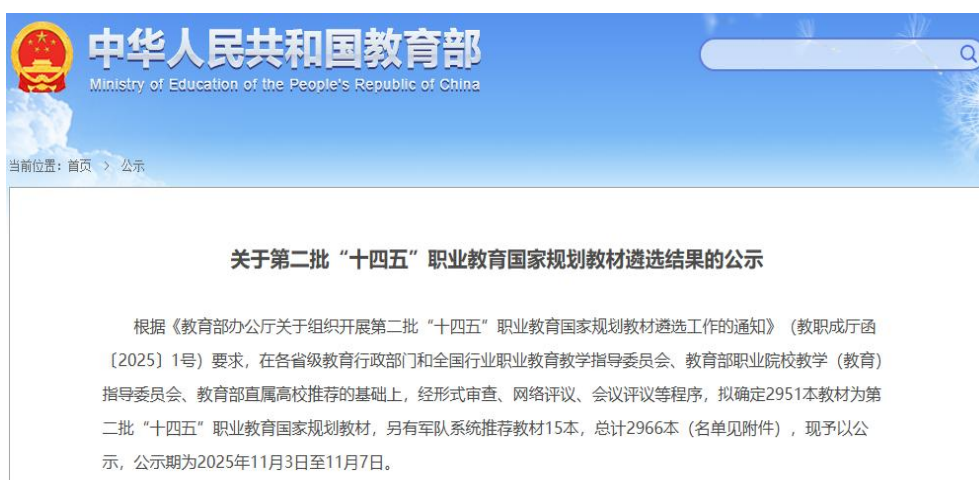 中华人民共和国教育部
Ministry of Education of the People's Republic of China
当前位置：首页 > 公示
关于第二批“十四五”职业教育国家规划教材遴选结果的公示
根据《教育部办公厅关于组织开展第二批“十四五”职业教育国家规划教材遴选工作的通知》（教职成厅函
〔2025〕1号）要求，在各省级教育行政部门和全国行业职业教育教学指导委员会、教育部职业院校教学（教育）
指导委员会、教育部直属高校推荐的基础上，经形式审查、网络评议、会议评议等程序，拟确定2951本教材为第
二批“十四五”职业教育国家规划教材，另有军队系统推荐教材15本，总计2966本（名单见附件），现予以公
示，公示期为2025年11月3日至11月7日。